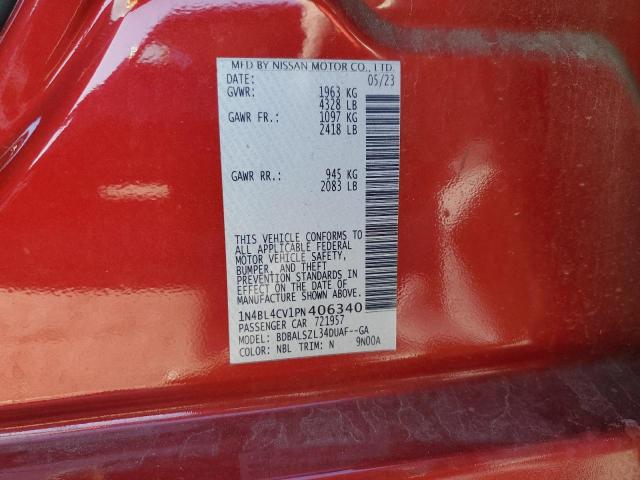 MFD BY NISSAN MOTOR CO., LTD.
DATE: 05/23
GVWR: 1963 KG
4328 LB
GAWR FR.: 1097 KG
2418 LB
GAWR RR.: 945 KG
2083 LB
THIS VEHICLE CONFORMS TO
ALL APPLICABLE FEDERAL
MOTOR VEHICLE SAFETY,
BUMPER, AND THEFT
PREVENTION STANDARDS IN
EFFECT ON THE DATE OF
MANUFACTURE SHOWN ABOVE.
1N4BL4CV1PN406340
PASSENGER CAR 721957
MODEL: BDBALSZL34DUAF--GA
COLOR: NBL TRIM: N 9N00A